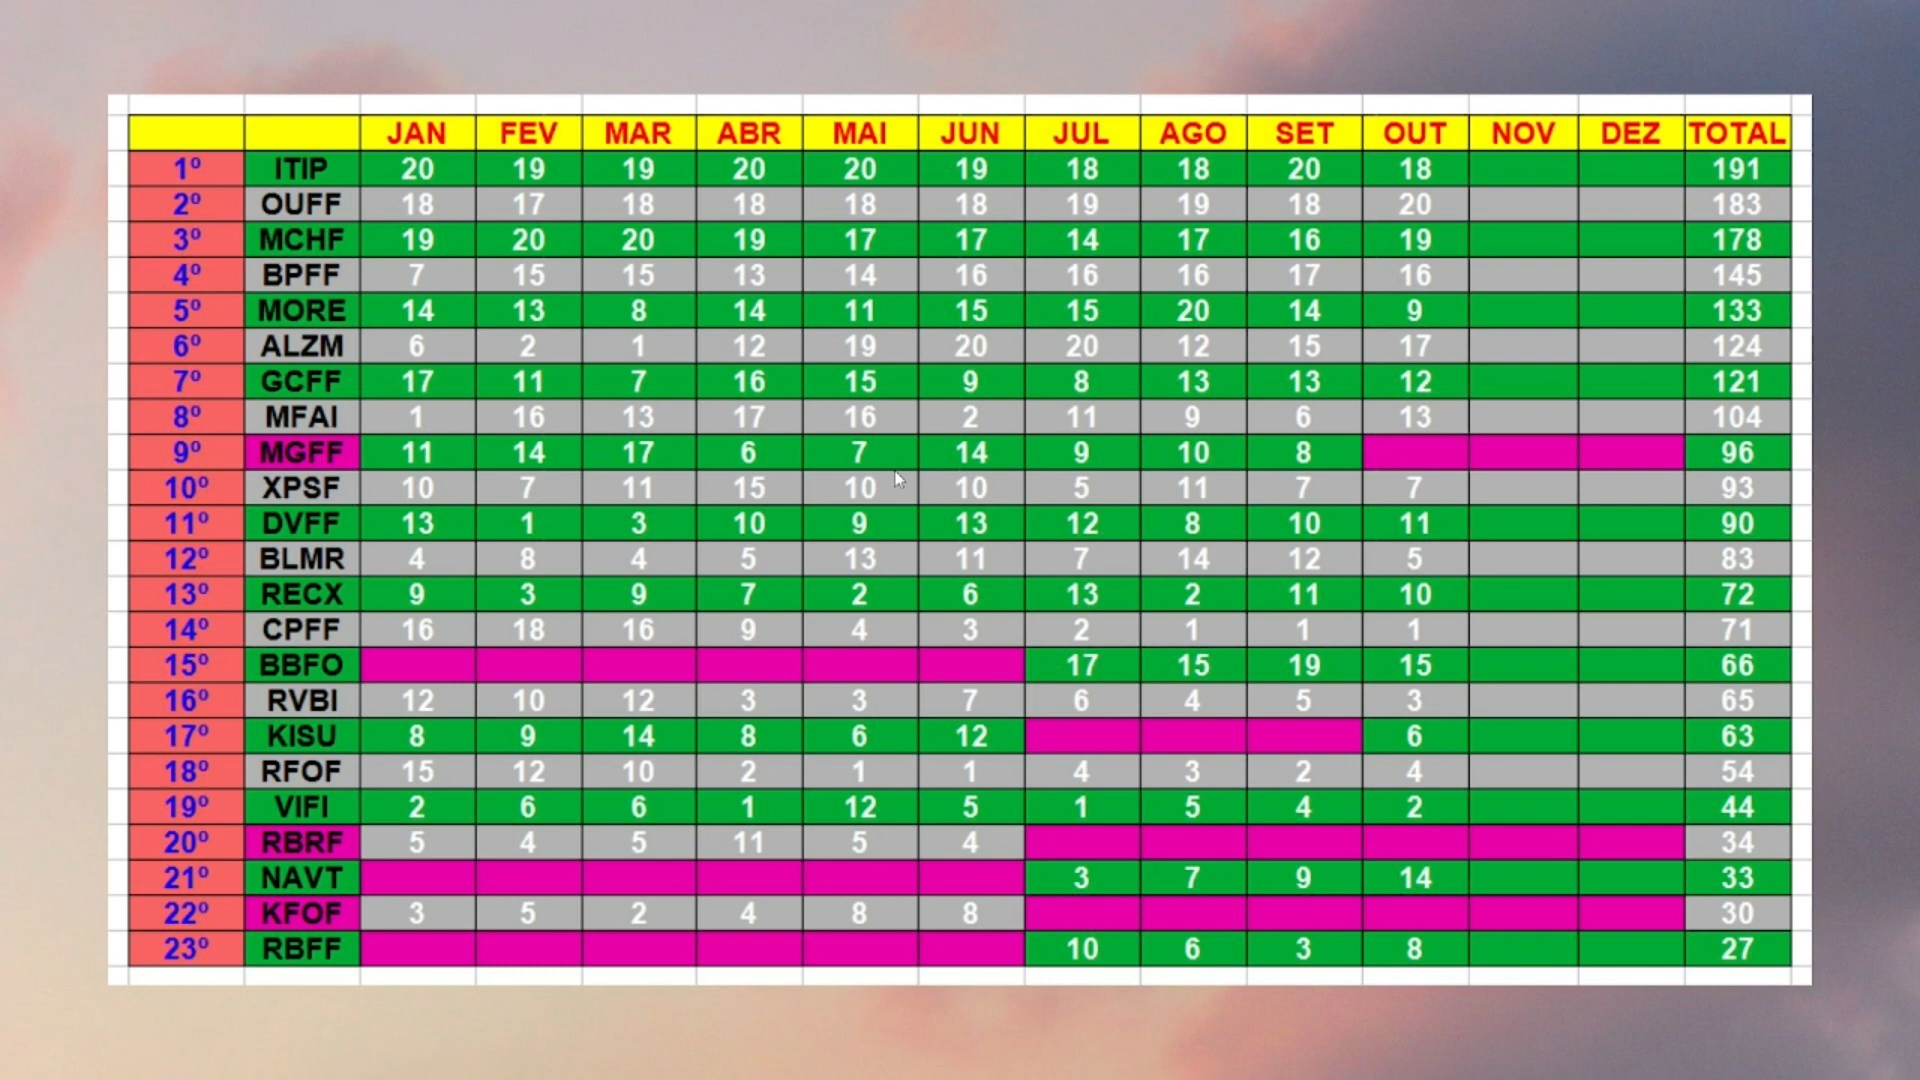 JAN FEV MAR ABR MAI JUN JUL AGO SET OUT NOV DEZ TOTAL
1º ITIP 20 19 19 20 20 19 18 18 20 18 191
2º OUFF 18 17 18 18 18 18 19 19 18 20 183
3º MCHF 19 20 20 19 17 17 14 17 16 19 178
4º BPFF 7 15 15 13 14 16 16 16 17 16 145
5º MORE 14 13 8 14 11 15 15 20 14 9 133
6º ALZM 6 2 1 12 19 20 20 12 15 17 124
7º GCFF 17 11 7 16 15 9 8 13 13 12 121
8º MFAI 1 16 13 17 16 2 11 9 6 13 104
9º MGFF 11 14 17 6 7 14 9 10 8 96
10º XPSF 10 7 11 15 10 10 5 11 7 7 93
11º DVFF 13 1 3 10 9 13 12 8 10 11 90
12º BLMR 4 8 4 5 13 11 7 14 12 5 83
13º RECX 9 3 9 7 2 6 13 2 11 10 72
14º CPFF 16 18 16 9 4 3 2 1 1 1 71
15º BBFO 17 15 19 15 66
16º RVBI 12 10 12 3 3 7 6 4 5 3 65
17º KISU 8 9 14 8 6 12 6 63
18º RFOF 15 12 10 2 1 1 4 3 2 4 54
19º VIFI 2 6 6 1 12 5 1 5 4 2 44
20º RBRF 5 4 5 11 5 4 34
21º NAVT 3 7 9 14 33
22º KFOF 3 5 2 4 8 8 30
23º RBFF 10 6 3 8 27